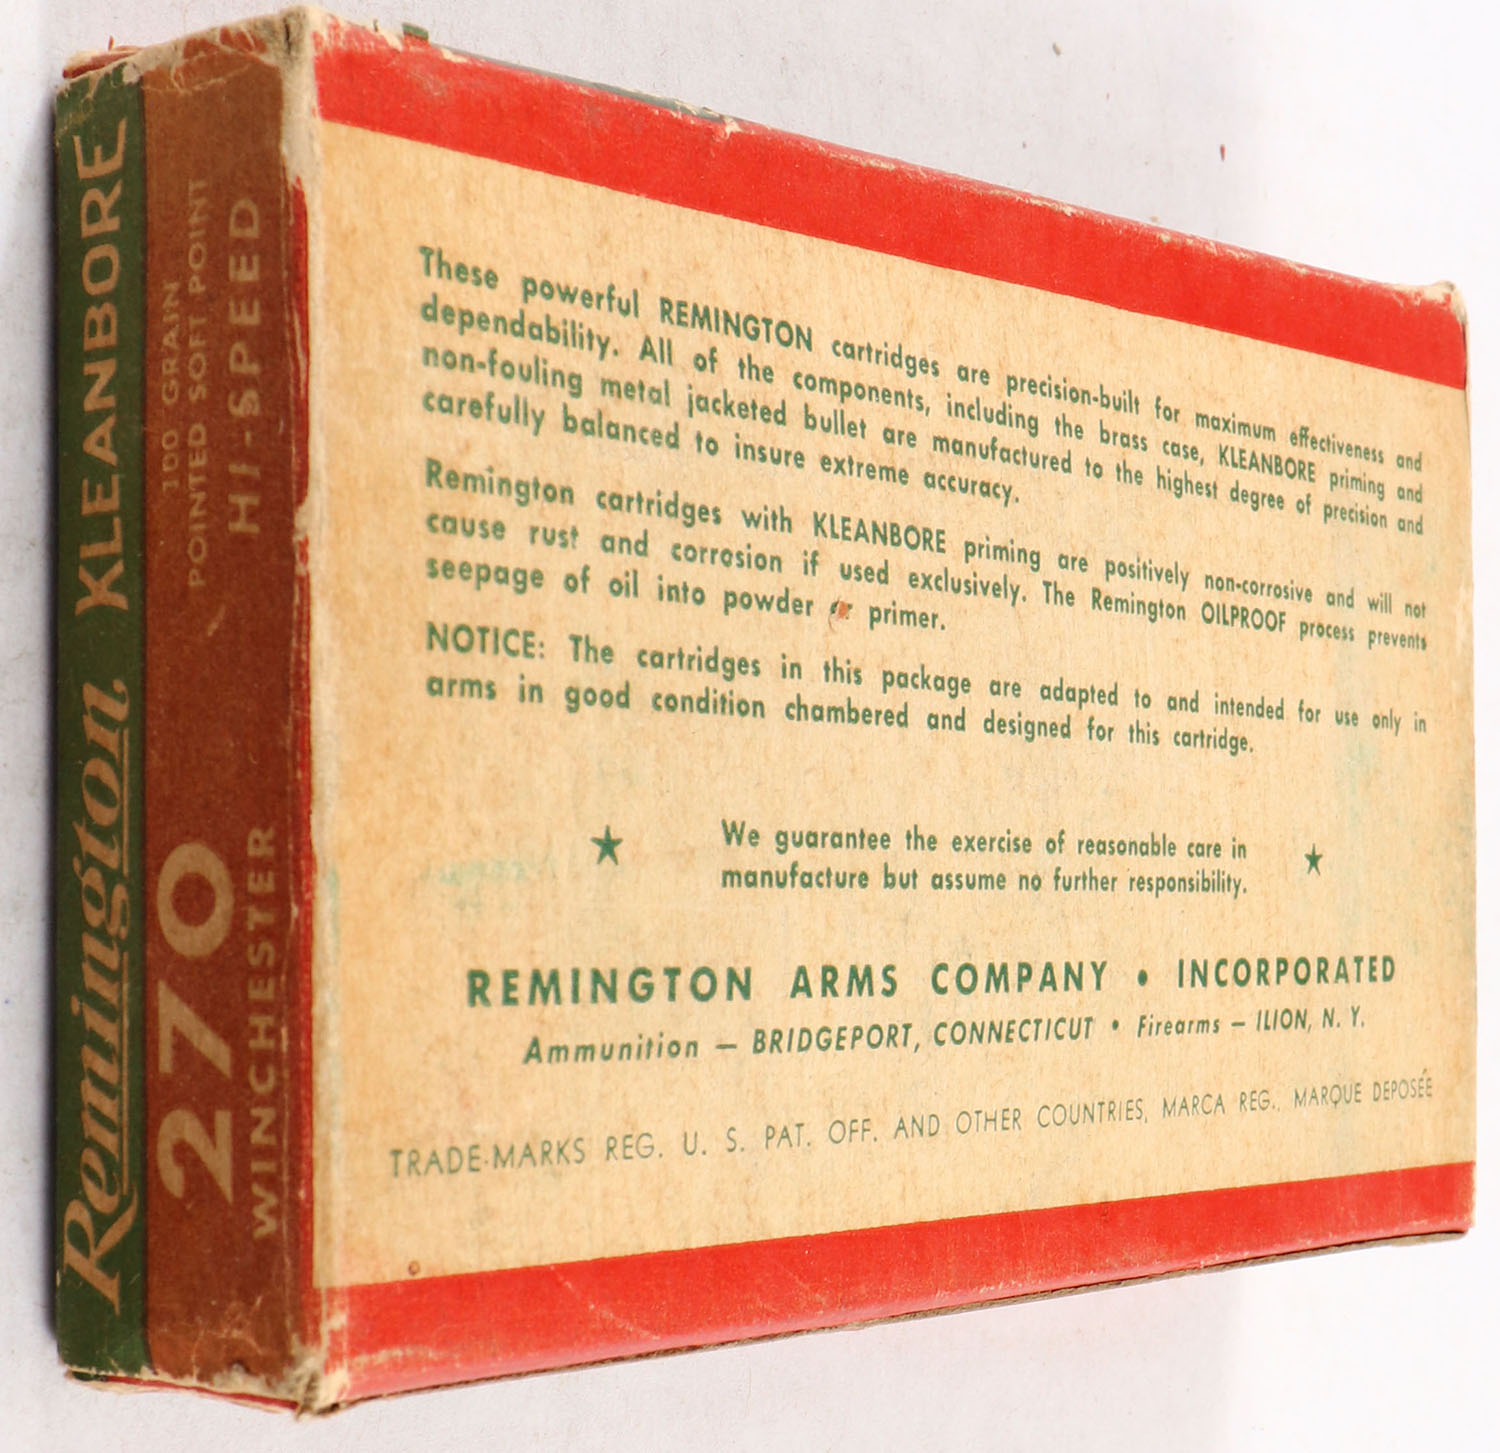 Remington KLEANBORE
270
WINCHESTER
100 GRAIN
POINTED SOFT POINT
HI-SPEED
These powerful REMINGTON cartridges are precision-built for maximum effectiveness and
dependability. All of the components, including the brass case, KLEANBORE priming and
non-fouling metal jacketed bullet are manufactured to the highest degree of precision and
carefully balanced to insure extreme accuracy.
Remington cartridges with KLEANBORE priming are positively non-corrosive and will not
cause rust and corrosion if used exclusively. The Remington OILPROOF process prevents
seepage of oil into powder or primer.
NOTICE: The cartridges in this package are adapted to and intended for use only in
arms in good condition chambered and designed for this cartridge.
★ We guarantee the exercise of reasonable care in ★
manufacture but assume no further responsibility.
REMINGTON ARMS COMPANY • INCORPORATED
Ammunition — BRIDGEPORT, CONNECTICUT • Firearms — ILION, N. Y.
TRADE-MARKS REG. U. S. PAT. OFF. AND OTHER COUNTRIES, MARCA REG., MARQUE DEPOSÉE